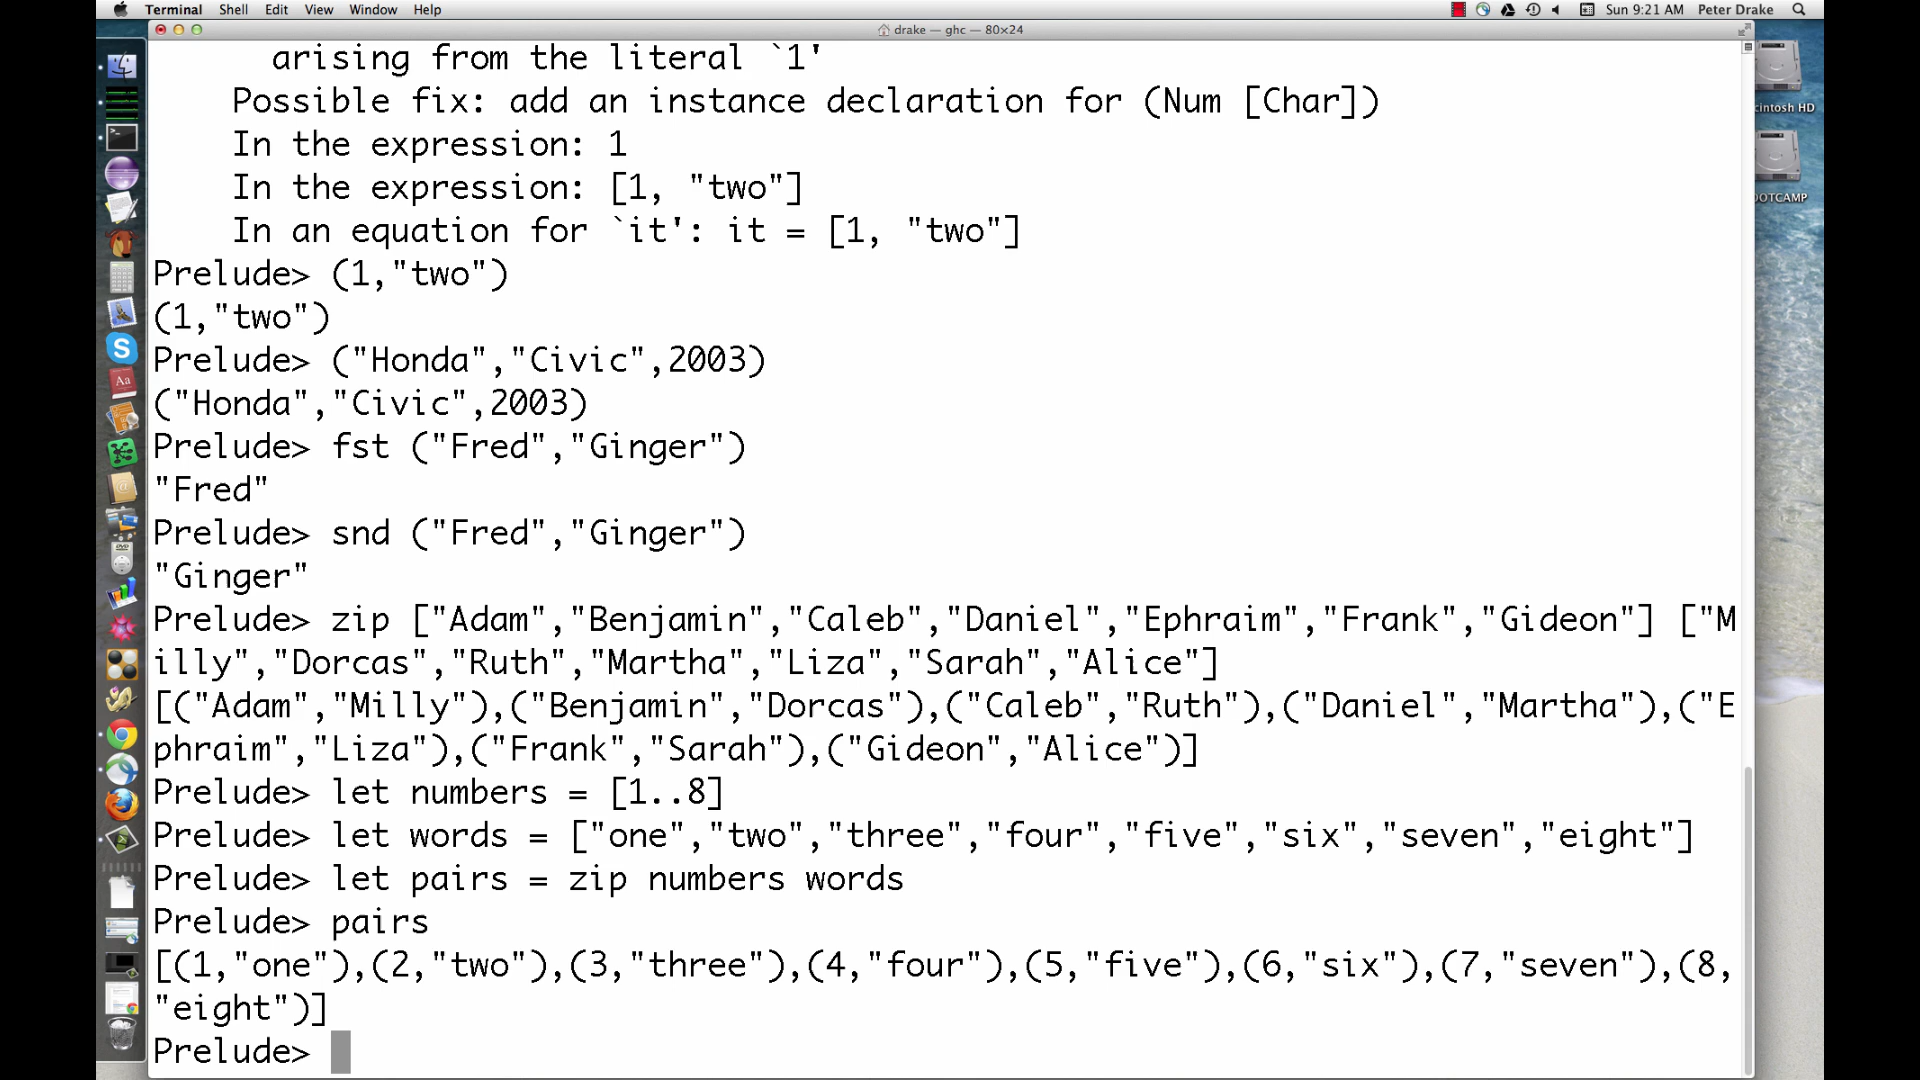 Terminal Shell Edit View Window Help Sun 9:21 AM Peter Drake
drake — ghc — 80×24
arising from the literal `1'
Possible fix: add an instance declaration for (Num [Char])
In the expression: 1
In the expression: [1, "two"]
In an equation for `it': it = [1, "two"]
Prelude> (1,"two")
(1,"two")
Prelude> ("Honda","Civic",2003)
("Honda","Civic",2003)
Prelude> fst ("Fred","Ginger")
"Fred"
Prelude> snd ("Fred","Ginger")
"Ginger"
Prelude> zip ["Adam","Benjamin","Caleb","Daniel","Ephraim","Frank","Gideon"] ["M
illy","Dorcas","Ruth","Martha","Liza","Sarah","Alice"]
[("Adam","Milly"),("Benjamin","Dorcas"),("Caleb","Ruth"),("Daniel","Martha"),("E
phraim","Liza"),("Frank","Sarah"),("Gideon","Alice")]
Prelude> let numbers = [1..8]
Prelude> let words = ["one","two","three","four","five","six","seven","eight"]
Prelude> let pairs = zip numbers words
Prelude> pairs
[(1,"one"),(2,"two"),(3,"three"),(4,"four"),(5,"five"),(6,"six"),(7,"seven"),(8,
"eight")]
Prelude>
cintosh HD
OOTCAMP
S
Aa